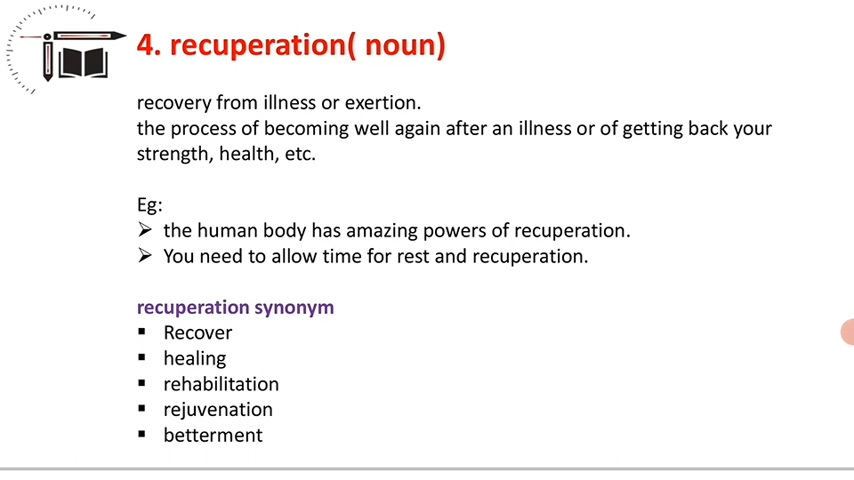 4. recuperation( noun)
recovery from illness or exertion.
the process of becoming well again after an illness or of getting back your
strength, health, etc.
Eg:
➢ the human body has amazing powers of recuperation.
➢ You need to allow time for rest and recuperation.
recuperation synonym
▪ Recover
▪ healing
▪ rehabilitation
▪ rejuvenation
▪ betterment